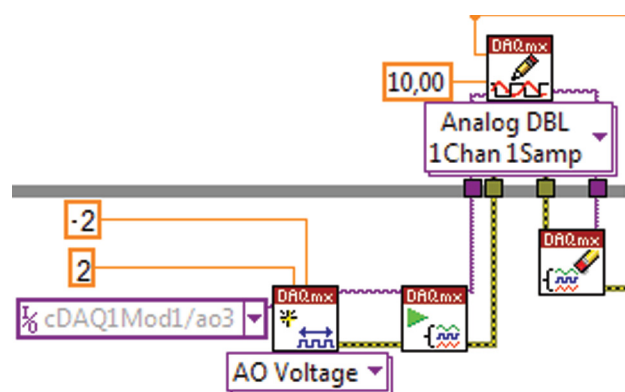 DAQmx
10,00
Analog DBL
1Chan 1Samp
-2
2
DAQmx
I/O cDAQ1Mod1/ao3
DAQmx
DAQmx
AO Voltage